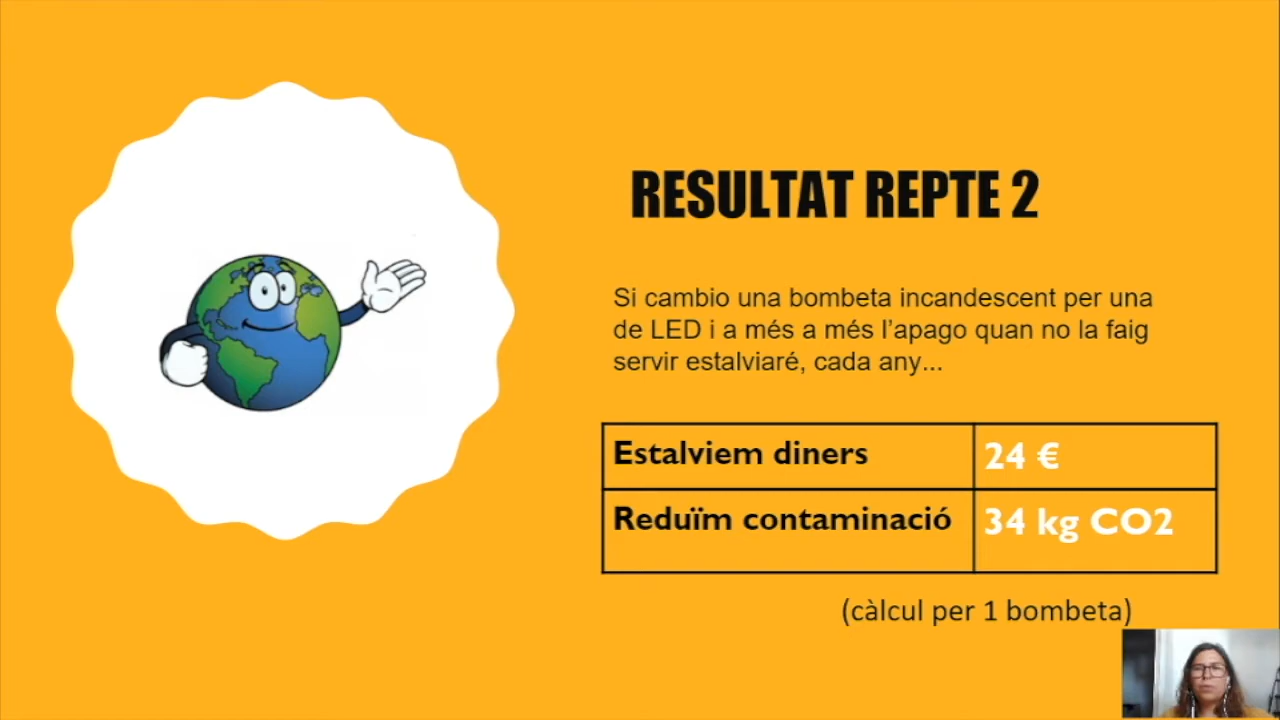 RESULTAT REPTE 2
Si cambio una bombeta incandescent per una
de LED i a més a més l’apago quan no la faig
servir estalviaré, cada any...
Estalviem diners 24 €
Reduïm contaminació 34 kg CO2
(càlcul per 1 bombeta)